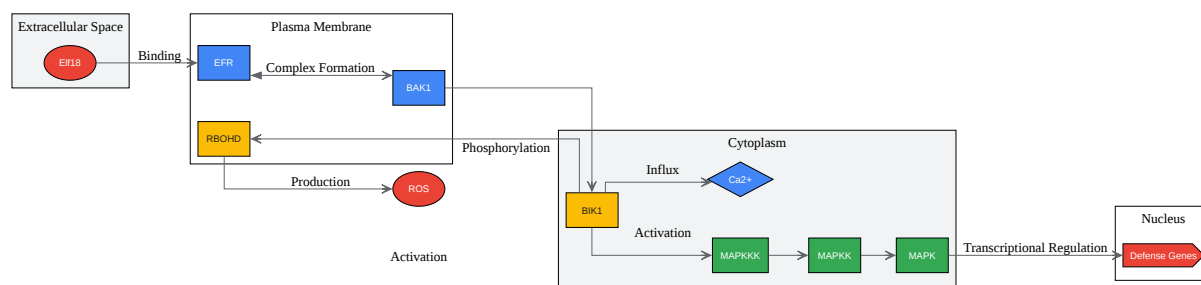 Extracellular Space
Elf18
Binding
Plasma Membrane
EFR
Complex Formation
BAK1
RBOHD
Phosphorylation
Production
ROS
Activation
Cytoplasm
Influx
Ca2+
BIK1
Activation
MAPKKK
MAPKK
MAPK
Transcriptional Regulation
Nucleus
Defense Genes